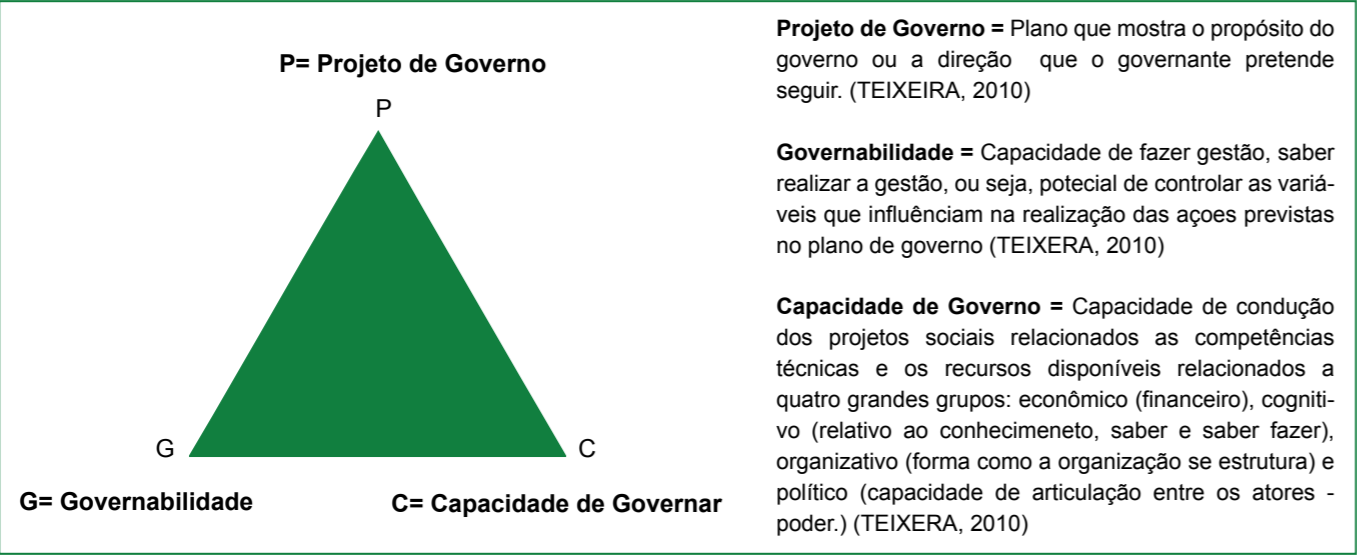 P= Projeto de Governo
P
G
C
G= Governabilidade
C= Capacidade de Governar
Projeto de Governo = Plano que mostra o propósito do
governo ou a direção que o governante pretende
seguir. (TEIXEIRA, 2010)
Governabilidade = Capacidade de fazer gestão, saber
realizar a gestão, ou seja, potecial de controlar as variá-
veis que influênciam na realização das açoes previstas
no plano de governo (TEIXERA, 2010)
Capacidade de Governo = Capacidade de condução
dos projetos sociais relacionados as competências
técnicas e os recursos disponíveis relacionados a
quatro grandes grupos: econômico (financeiro), cogniti-
vo (relativo ao conhecimeneto, saber e saber fazer),
organizativo (forma como a organização se estrutura) e
político (capacidade de articulação entre os atores -
poder.) (TEIXERA, 2010)